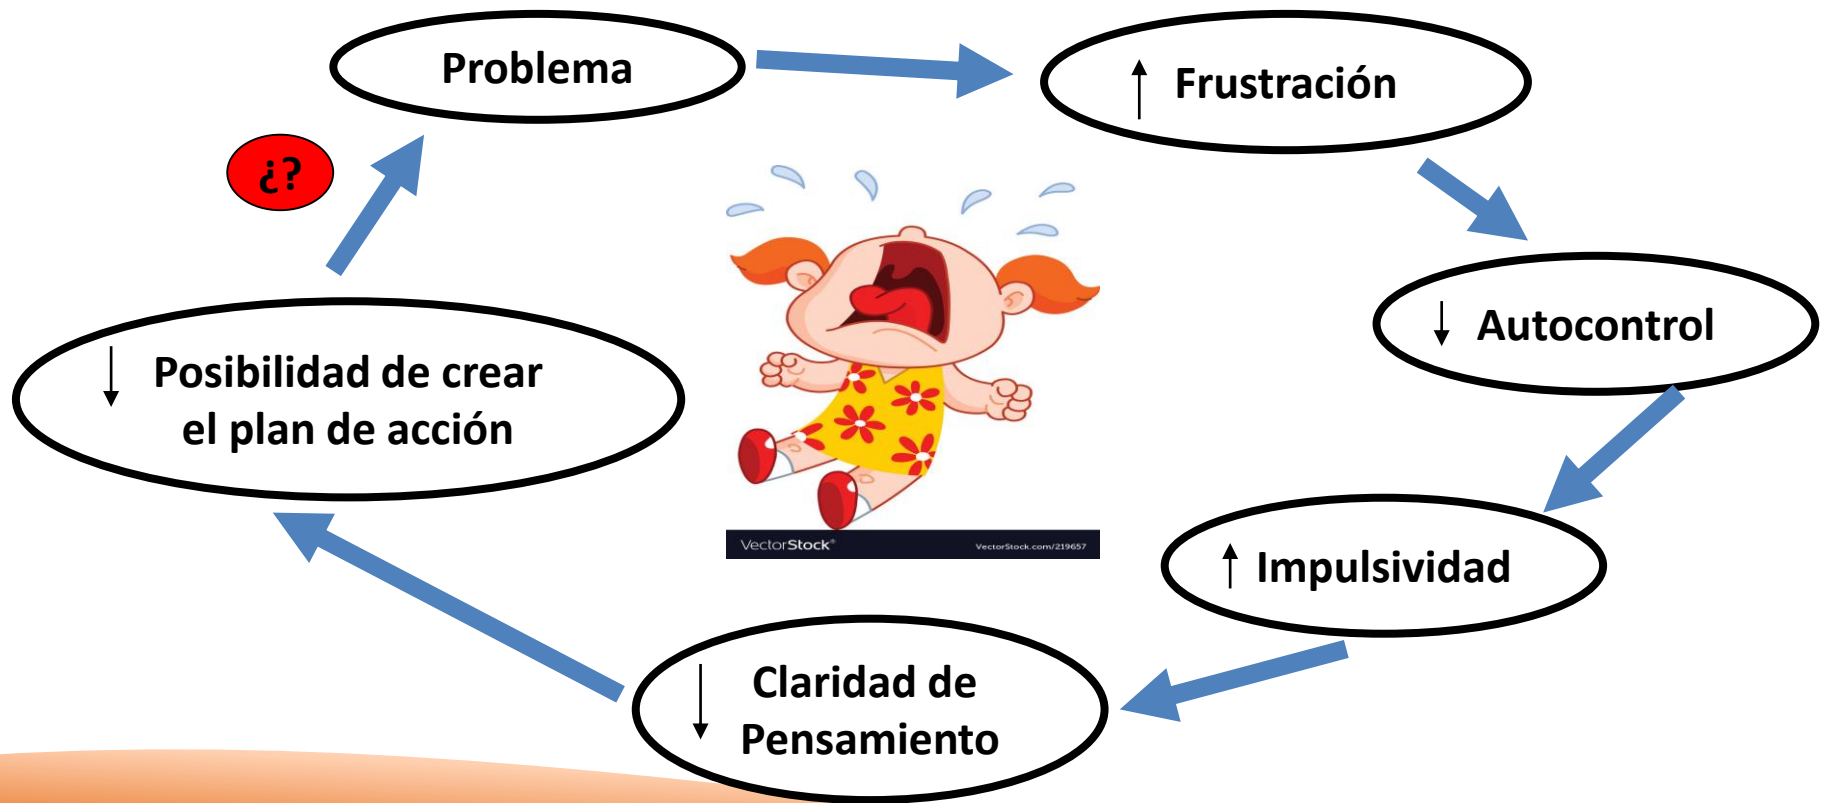 Problema
↑ Frustración
¿?
↓ Autocontrol
↓ Posibilidad de crear
el plan de acción
↑ Impulsividad
↓ Claridad de
Pensamiento
VectorStock®
VectorStock.com/219657